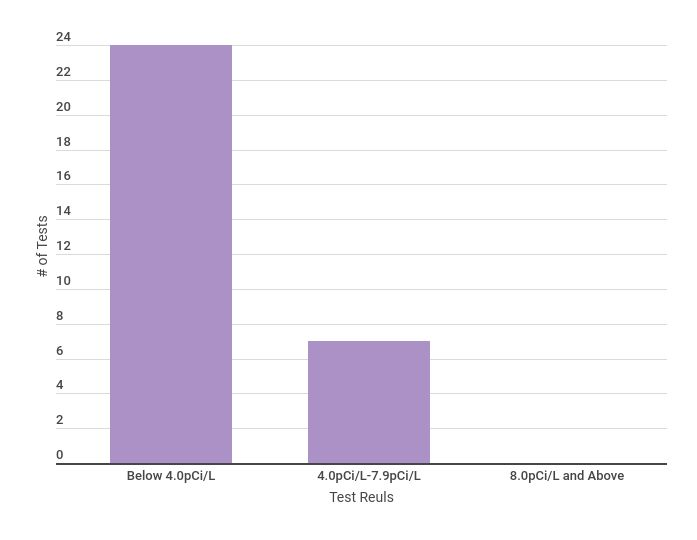 24
22
20
18
16
14
12
10
8
6
4
2
0
# of Tests
Below 4.0pCi/L
4.0pCi/L-7.9pCi/L
8.0pCi/L and Above
Test Reuls